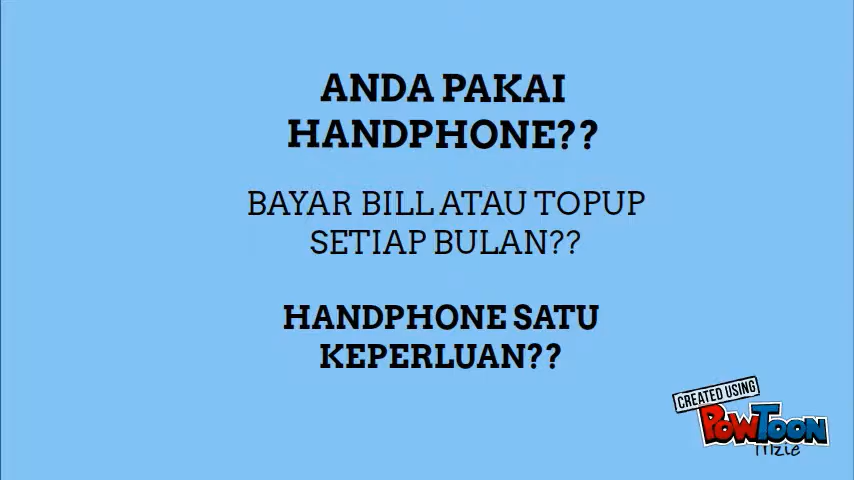 ANDA PAKAI
HANDPHONE??
BAYAR BILL ATAU TOPUP
SETIAP BULAN??
HANDPHONE SATU
KEPERLUAN??
CREATED USING
POWTOON